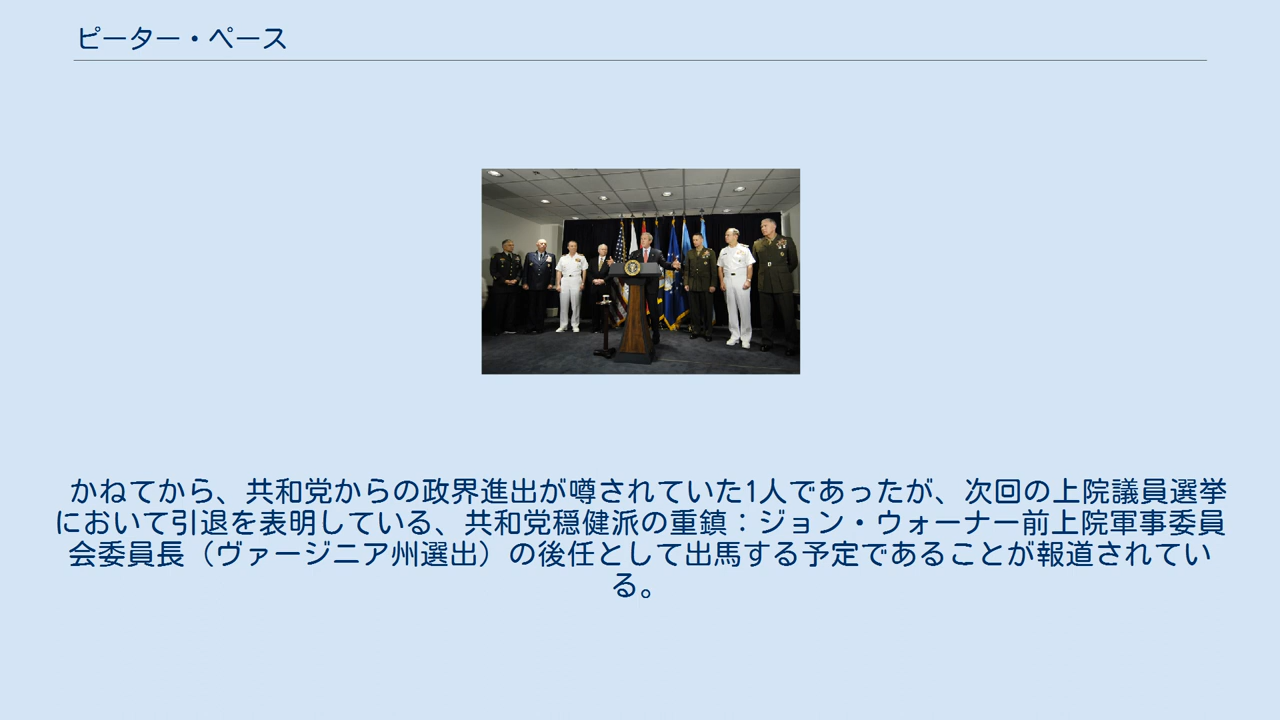 ピーター・ペース
かねてから、共和党からの政界進出が噂されていた1人であったが、次回の上院議員選挙
において引退を表明している、共和党穏健派の重鎮：ジョン・ウォーナー前上院軍事委員
会委員長（ヴァージニア州選出）の後任として出馬する予定であることが報道されてい
る。